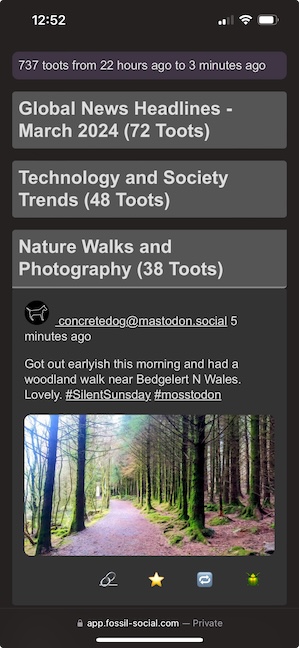 12:52
737 toots from 22 hours ago to 3 minutes ago
Global News Headlines -
March 2024 (72 Toots)
Technology and Society
Trends (48 Toots)
Nature Walks and
Photography (38 Toots)
concretedog@mastodon.social 5
minutes ago
Got out earlyish this morning and had a
woodland walk near Bedgelert N Wales.
Lovely. #SilentSunsday #mosstodon
app.fossil-social.com — Private